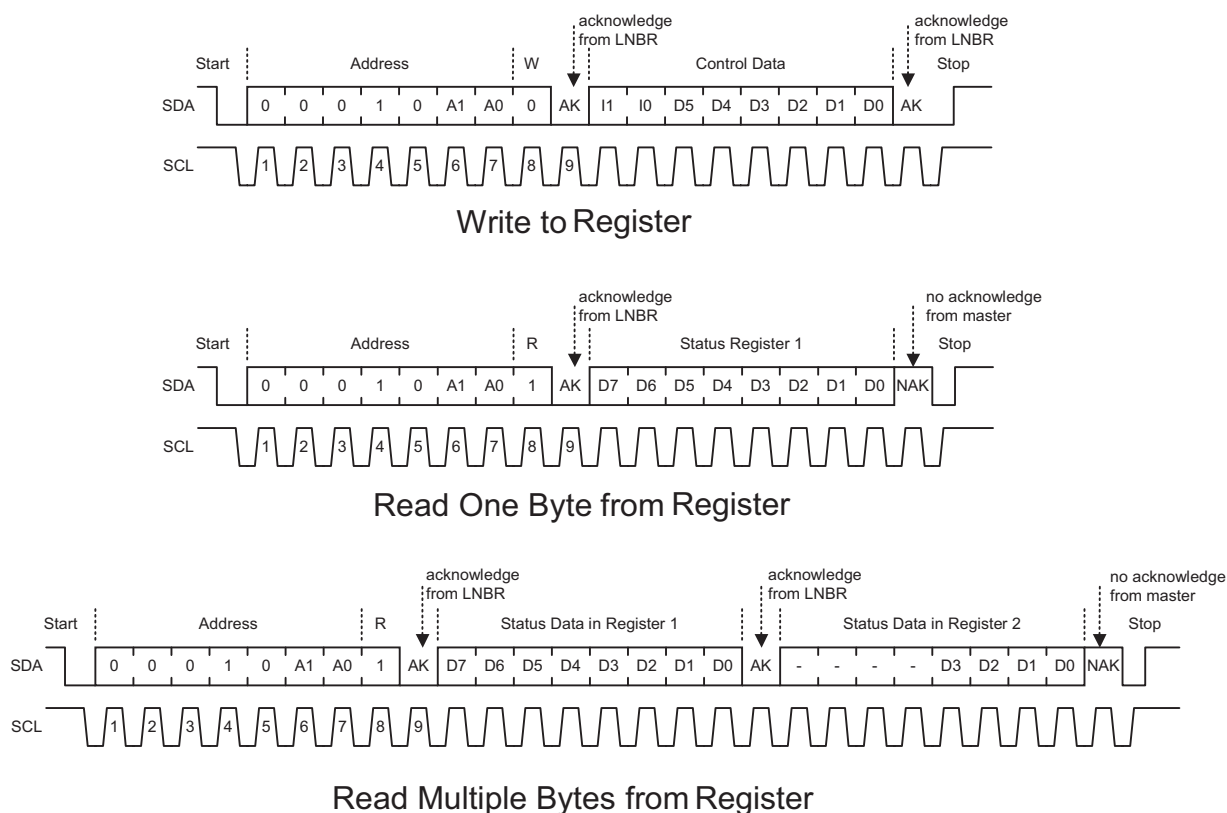 acknowledge
from LNBR
acknowledge
from LNBR
Start Address W Control Data Stop
SDA 0 0 0 1 0 A1 A0 0 AK I1 I0 D5 D4 D3 D2 D1 D0 AK
SCL 1 2 3 4 5 6 7 8 9
Write to Register
acknowledge
from LNBR
no acknowledge
from master
Start Address R Status Register 1 Stop
SDA 0 0 0 1 0 A1 A0 1 AK D7 D6 D5 D4 D3 D2 D1 D0 NAK
SCL 1 2 3 4 5 6 7 8 9
Read One Byte from Register
acknowledge
from LNBR
acknowledge
from LNBR
no acknowledge
from master
Start Address R Status Data in Register 1 Status Data in Register 2 Stop
SDA 0 0 0 1 0 A1 A0 1 AK D7 D6 D5 D4 D3 D2 D1 D0 AK - - - - D3 D2 D1 D0 NAK
SCL 1 2 3 4 5 6 7 8 9
Read Multiple Bytes from Register